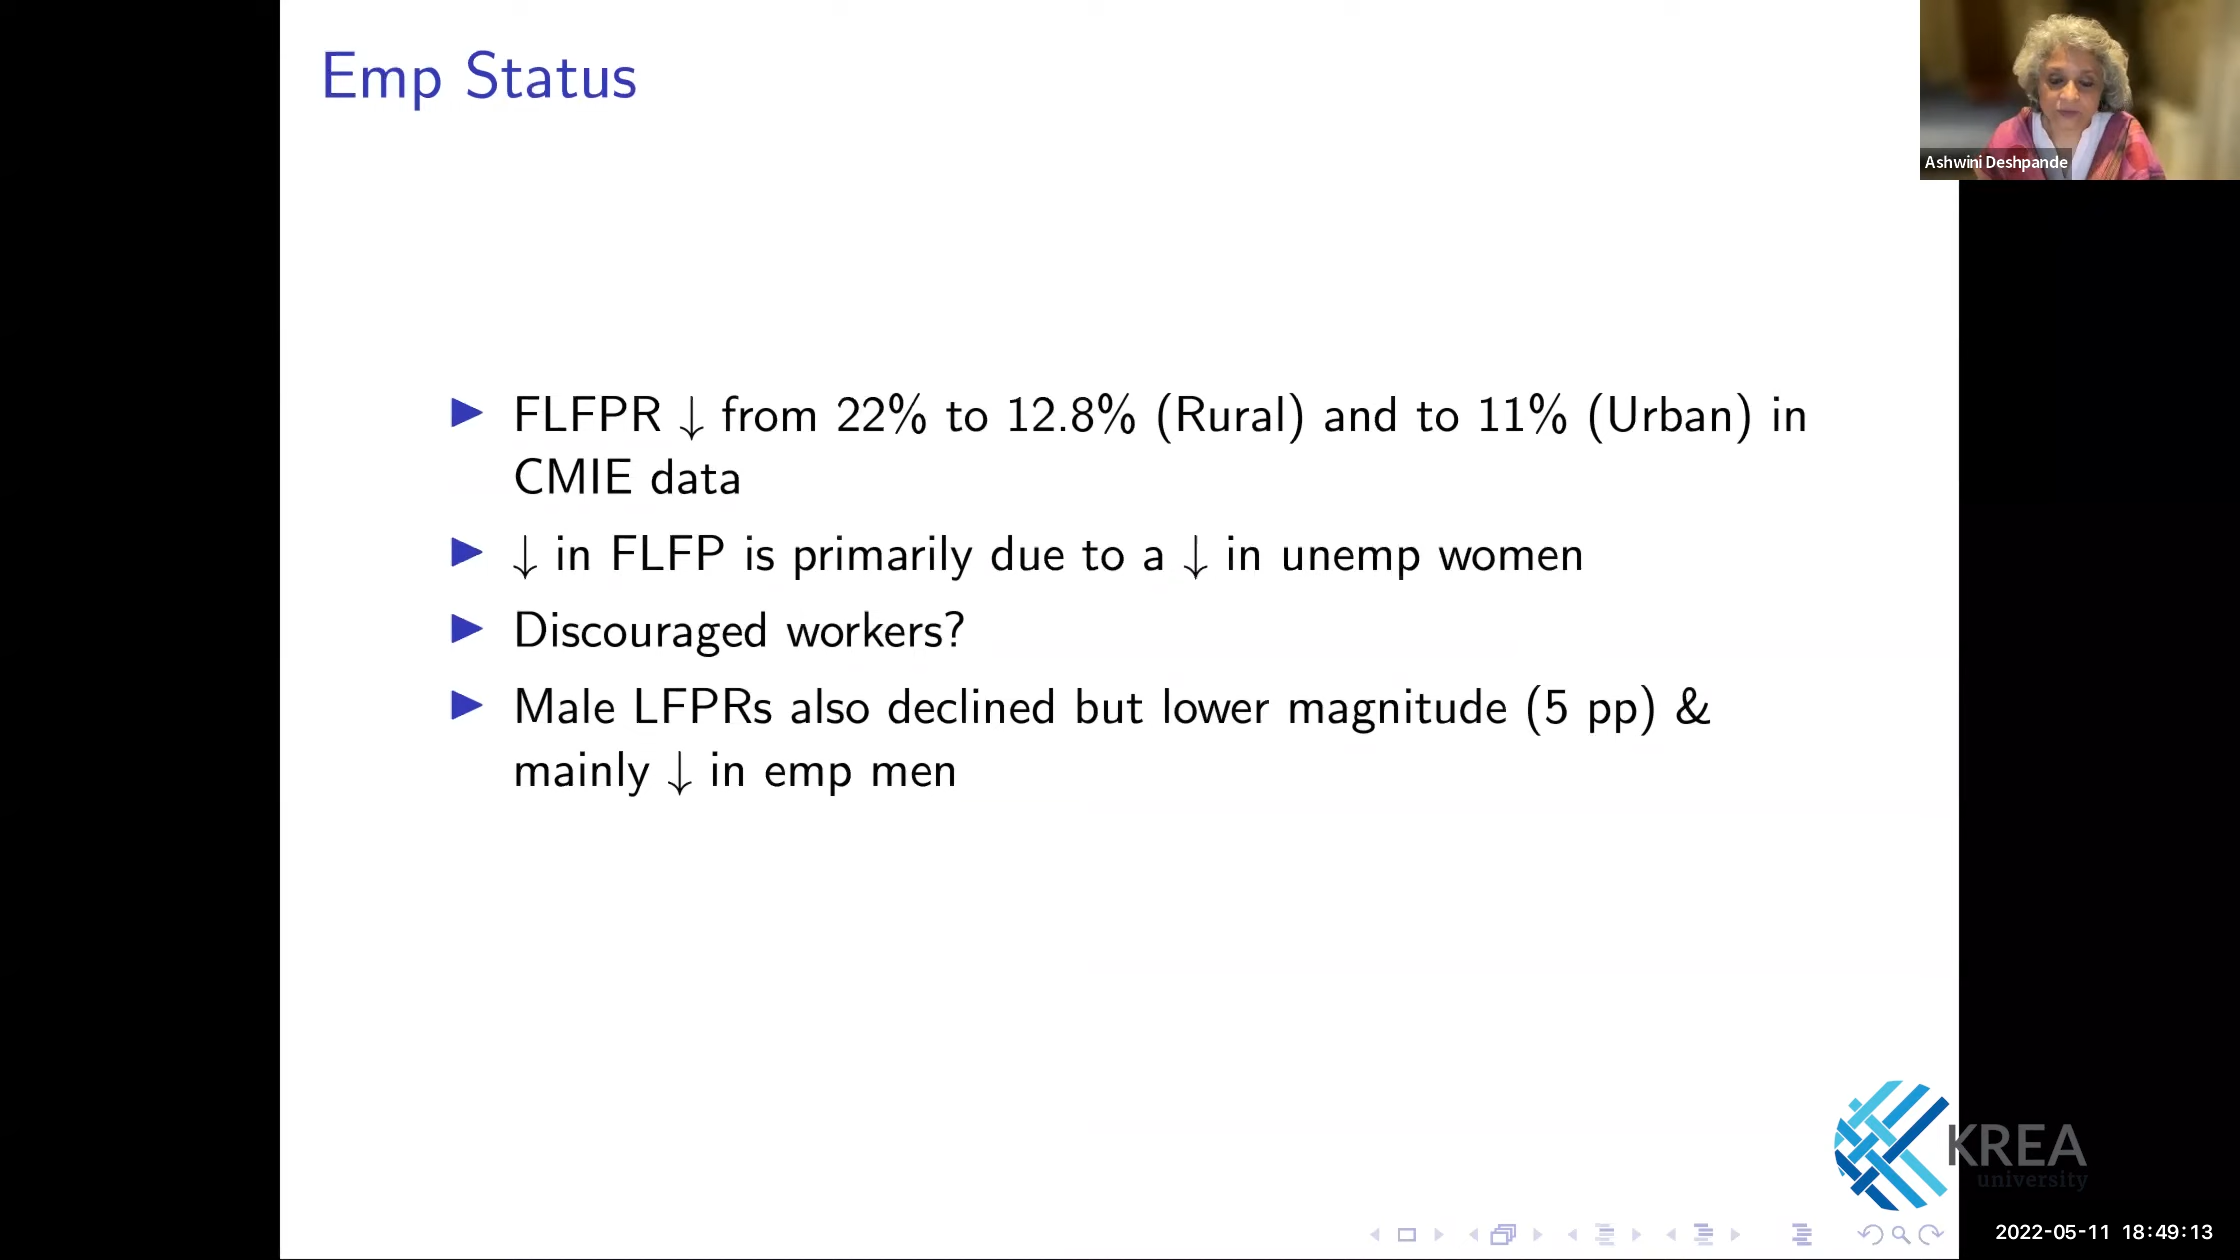 Emp Status
Ashwini Deshpande
▶ FLFPR ↓ from 22% to 12.8% (Rural) and to 11% (Urban) in
CMIE data
▶ ↓ in FLFP is primarily due to a ↓ in unemp women
▶ Discouraged workers?
▶ Male LFPRs also declined but lower magnitude (5 pp) &
mainly ↓ in emp men
KREA
university
2022-05-11 18:49:13